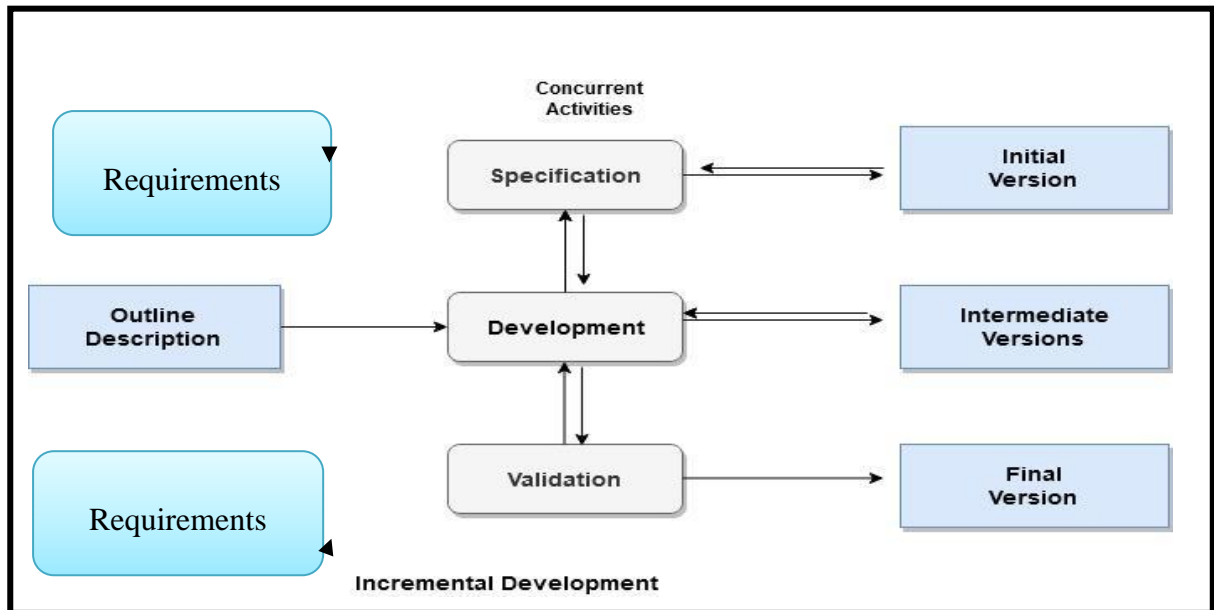 Concurrent
Activities
Requirements
Specification
Initial
Version
Outline
Description
Development
Intermediate
Versions
Requirements
Validation
Final
Version
Incremental Development